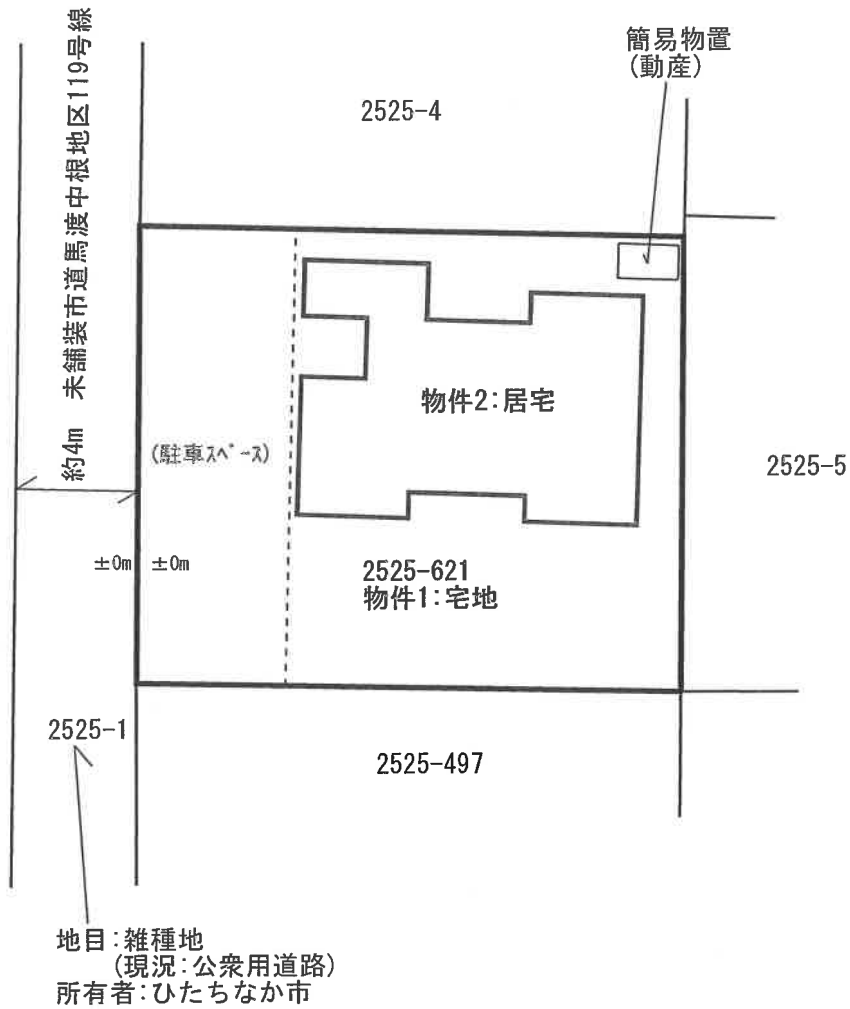 簡易物置
(動産)
2525-4
約4m 未舗装市道馬渡中根地区119号線
物件2:居宅
(駐車スペース)
2525-5
±0m
±0m
2525-621
物件1:宅地
2525-1
2525-497
地目:雑種地
(現況:公衆用道路)
所有者:ひたちなか市